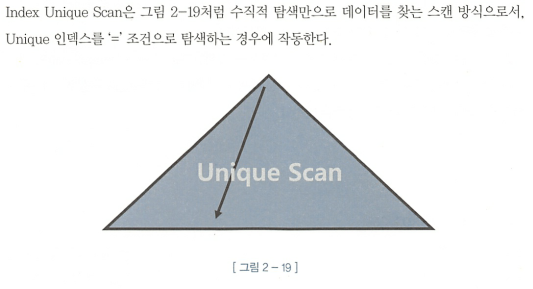 Index Unique Scan은 그림 2-19처럼 수직적 탐색만으로 데이터를 찾는 스캔 방식으로서,
Unique 인덱스를 ‘=’ 조건으로 탐색하는 경우에 작동한다.
Unique Scan
[ 그림 2 - 19 ]